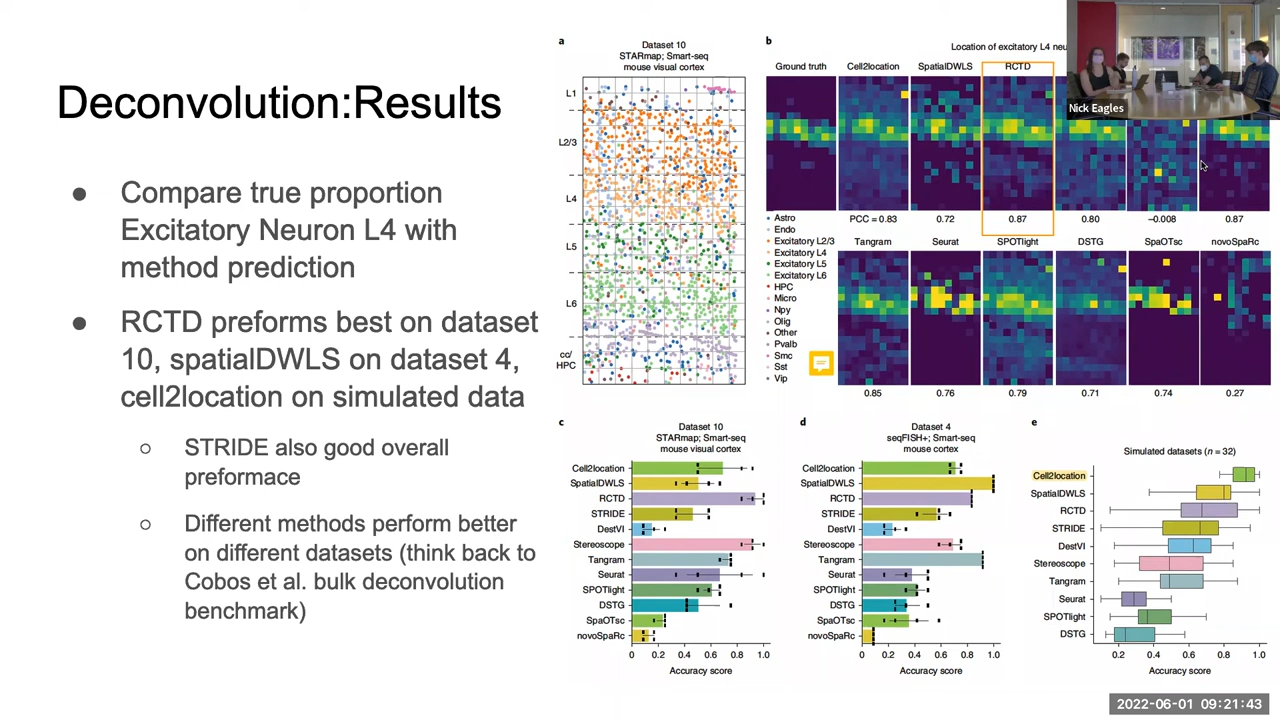 Deconvolution:Results
● Compare true proportion
Excitatory Neuron L4 with
method prediction
● RCTD preforms best on dataset
10, spatialDWLS on dataset 4,
cell2location on simulated data
○ STRIDE also good overall
preformace
○ Different methods perform better
on different datasets (think back to
Cobos et al. bulk deconvolution
benchmark)
a
Dataset 10
STARmap; Smart-seq
mouse visual cortex
L1
L2/3
L4
L5
L6
cc/
HPC
b
Location of excitatory L4 neu
Ground truth Cell2location SpatialDWLS RCTD
Nick Eagles
PCC = 0.83 0.72 0.87 0.80 –0.008 0.87
Astro
Endo
Excitatory L2/3
Excitatory L4
Excitatory L5
Excitatory L6
HPC
Micro
Npy
Olig
Other
Pvalb
Smc
Sst
Vip
Tangram Seurat SPOTlight DSTG SpaOTsc novoSpaRc
0.85 0.76 0.79 0.71 0.74 0.27
c
Dataset 10
STARmap; Smart-seq
mouse visual cortex
Cell2location
SpatialDWLS
RCTD
STRIDE
DestVI
Stereoscope
Tangram
Seurat
SPOTlight
DSTG
SpaOTsc
novoSpaRc
0 0.2 0.4 0.6 0.8 1.0
Accuracy score
d
Dataset 4
seqFISH+; Smart-seq
mouse cortex
Cell2location
SpatialDWLS
RCTD
STRIDE
DestVI
Stereoscope
Tangram
Seurat
SPOTlight
DSTG
SpaOTsc
novoSpaRc
0 0.2 0.4 0.6 0.8 1.0
Accuracy score
e
Simulated datasets (n = 32)
Cell2location
SpatialDWLS
RCTD
STRIDE
DestVI
Stereoscope
Tangram
Seurat
SPOTlight
DSTG
0.2 0.4 0.6 0.8 1.0
Accuracy score
2022-06-01 09:21:43